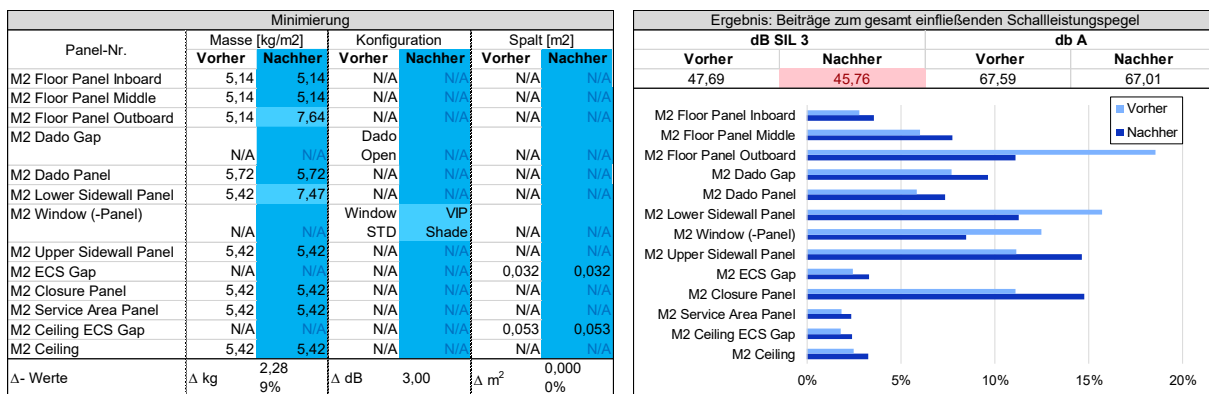 Minimierung
Panel-Nr. Masse [kg/m2] Konfiguration Spalt [m2]
Vorher Nachher Vorher Nachher Vorher Nachher
M2 Floor Panel Inboard 5,14 5,14 N/A N/A N/A N/A
M2 Floor Panel Middle 5,14 5,14 N/A N/A N/A N/A
M2 Floor Panel Outboard 5,14 7,64 N/A N/A N/A N/A
M2 Dado Gap Dado
N/A N/A Open N/A N/A N/A
M2 Dado Panel 5,72 5,72 N/A N/A N/A N/A
M2 Lower Sidewall Panel 5,42 7,47 N/A N/A N/A N/A
M2 Window (-Panel) Window VIP
N/A N/A STD Shade N/A N/A
M2 Upper Sidewall Panel 5,42 5,42 N/A N/A N/A N/A
M2 ECS Gap N/A N/A N/A N/A 0,032 0,032
M2 Closure Panel 5,42 5,42 N/A N/A N/A N/A
M2 Service Area Panel 5,42 5,42 N/A N/A N/A N/A
M2 Ceiling ECS Gap N/A N/A N/A N/A 0,053 0,053
M2 Ceiling 5,42 5,42 N/A N/A N/A N/A
Δ- Werte Δ kg 2,28 Δ dB 3,00 Δ m² 0,000
9% 0%
Ergebnis: Beiträge zum gesamt einfließenden Schallleistungspegel
dB SIL 3 db A
Vorher Nachher Vorher Nachher
47,69 45,76 67,59 67,01
Vorher
Nachher
M2 Floor Panel Inboard
M2 Floor Panel Middle
M2 Floor Panel Outboard
M2 Dado Gap
M2 Dado Panel
M2 Lower Sidewall Panel
M2 Window (-Panel)
M2 Upper Sidewall Panel
M2 ECS Gap
M2 Closure Panel
M2 Service Area Panel
M2 Ceiling ECS Gap
M2 Ceiling
0% 5% 10% 15% 20%